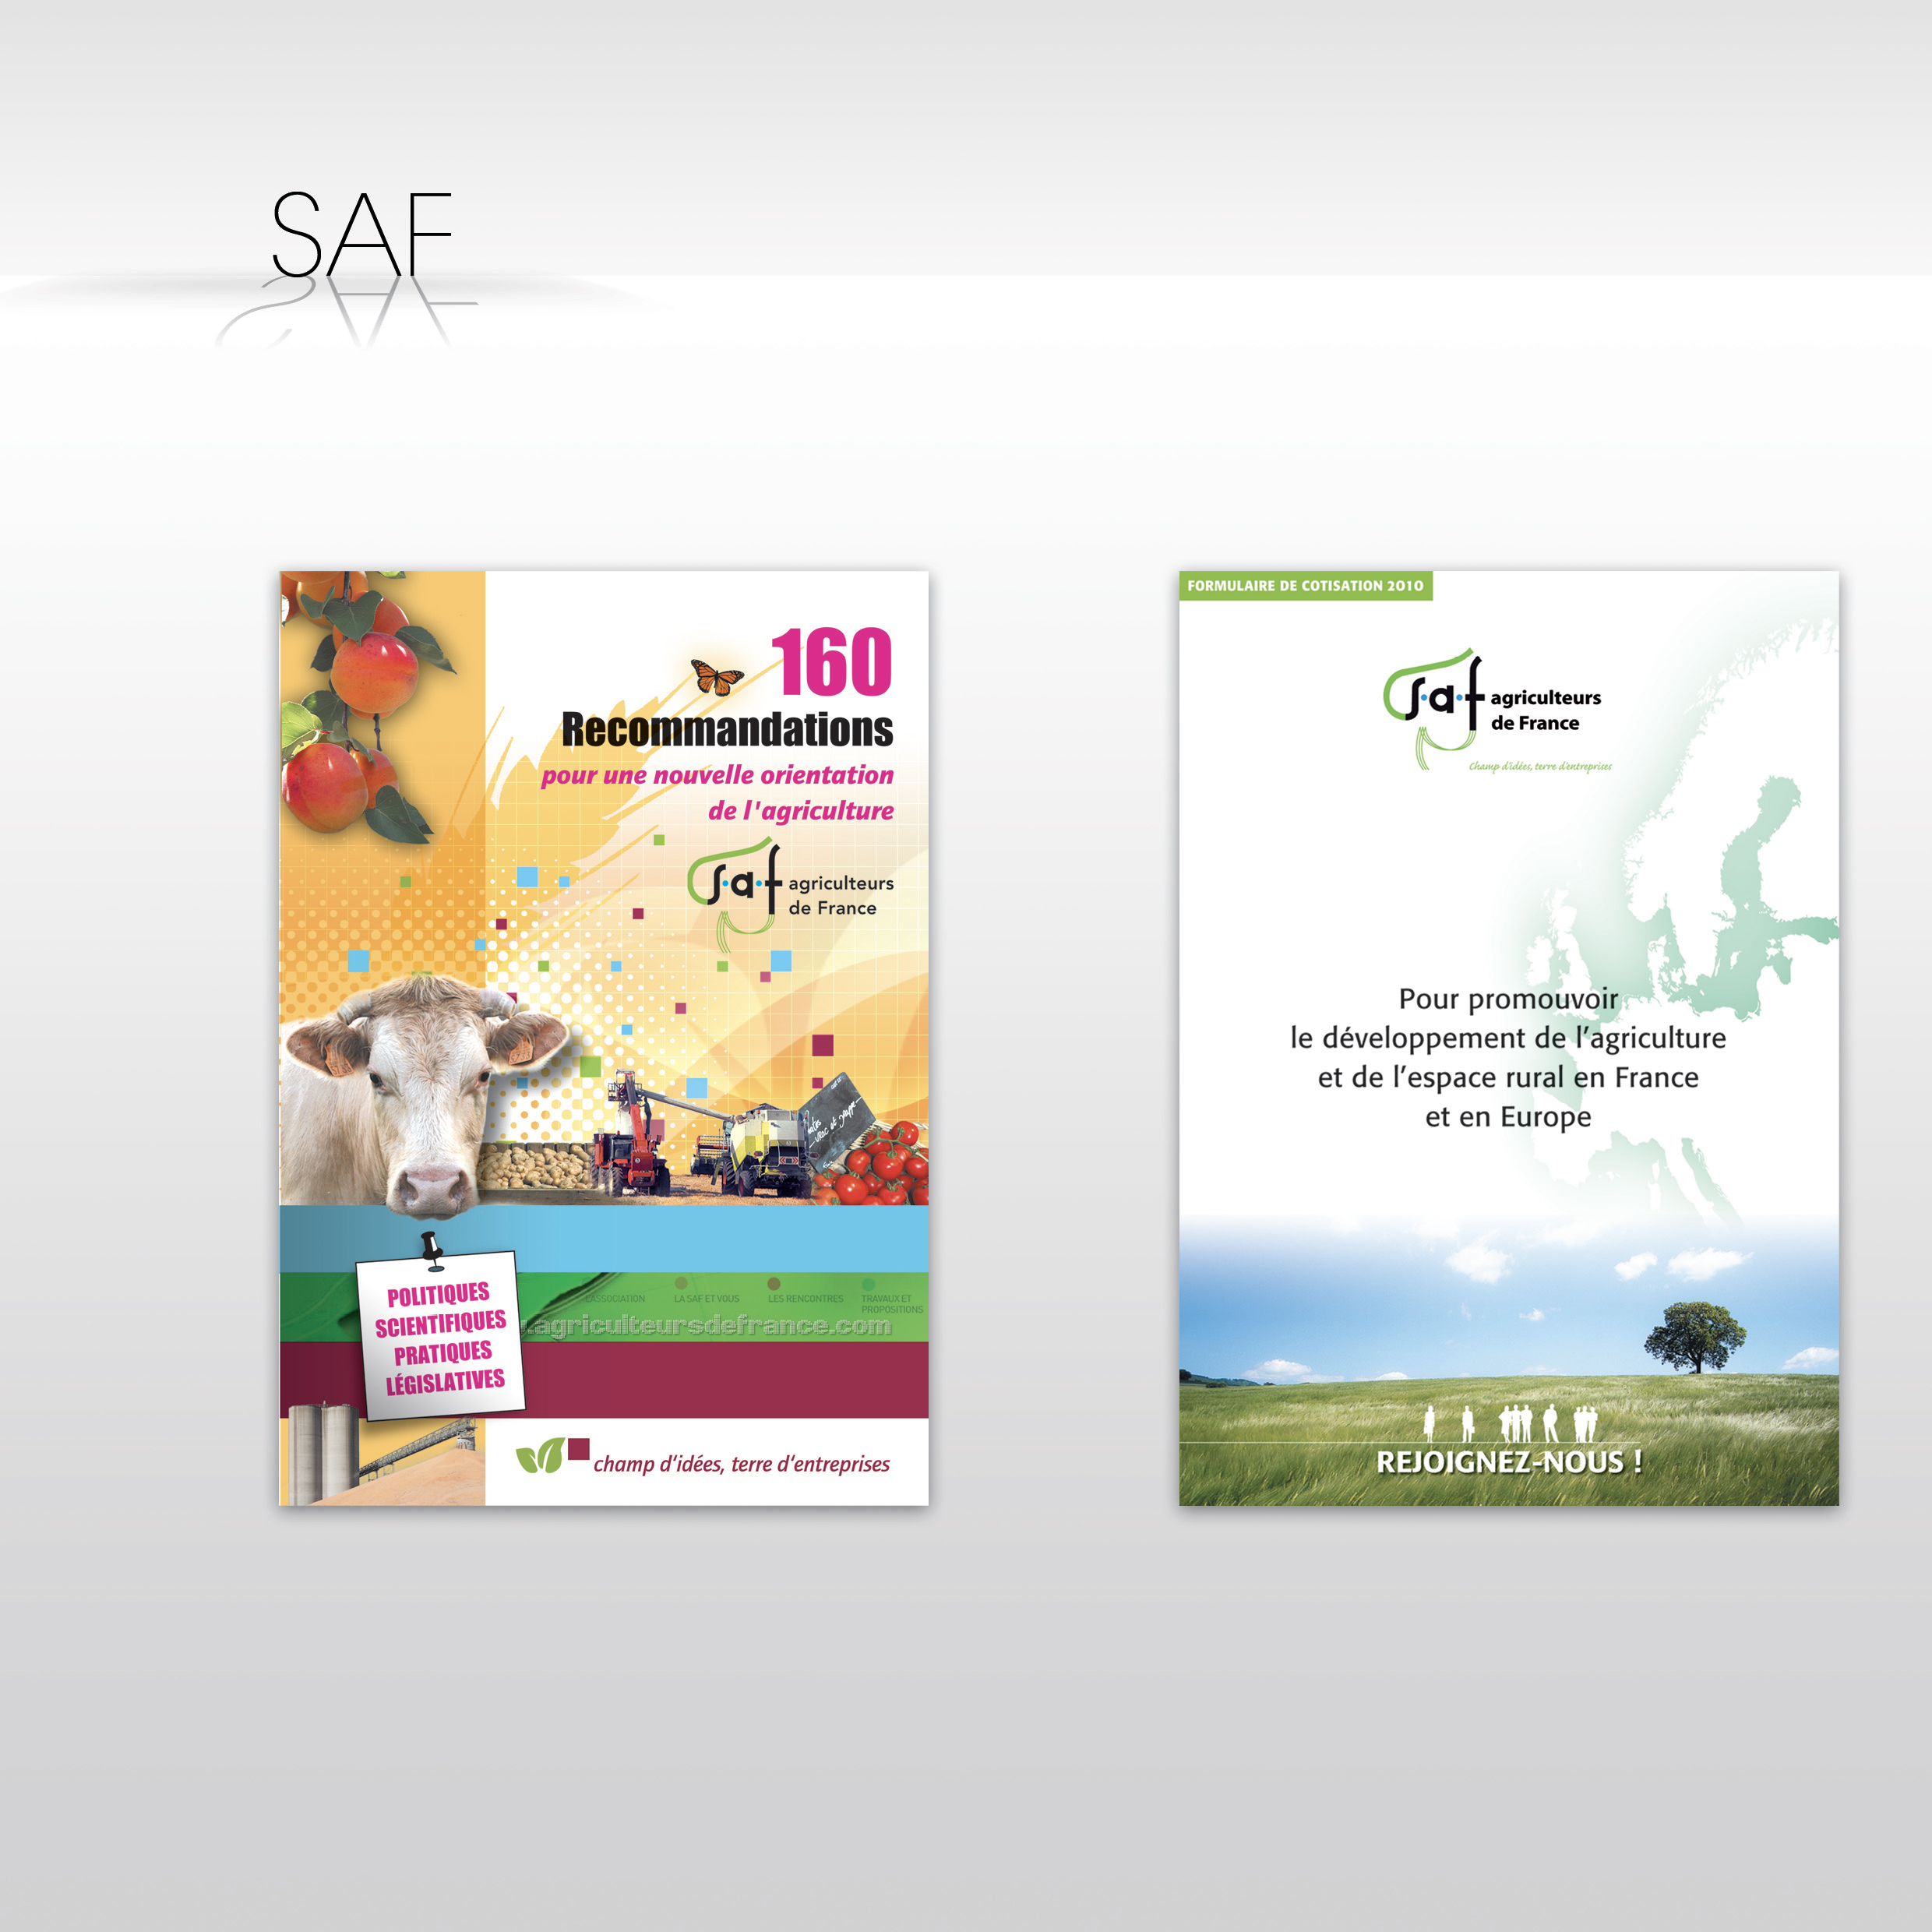 SAF
160
Recommandations
pour une nouvelle orientation
de l'agriculture
s.a.f agriculteurs
de France
L'ASSOCIATION LA SAF ET VOUS LES RENCONTRES TRAVAUX ET
PROPOSITIONS
.agriculteursdefrance.com
POLITIQUES
SCIENTIFIQUES
PRATIQUES
LÉGISLATIVES
champ d'idées, terre d'entreprises
FORMULAIRE DE COTISATION 2010
s.a.f agriculteurs
de France
Champ d'idées, terre d'entreprises
Pour promouvoir
le développement de l'agriculture
et de l'espace rural en France
et en Europe
REJOIGNEZ-NOUS !